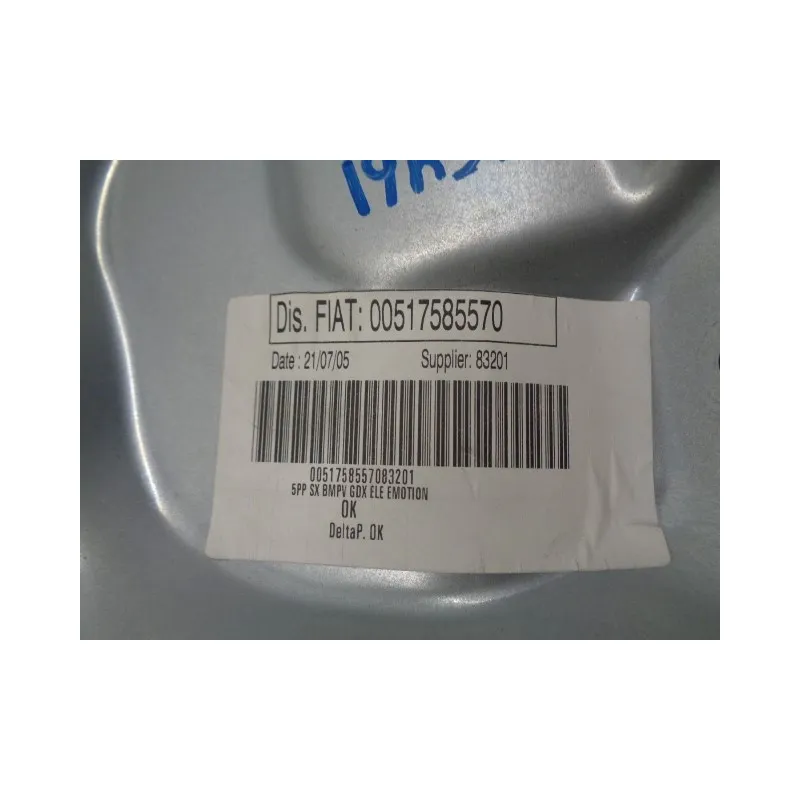 Dis. FIAT: 00517585570
Date : 21/07/05 Supplier: 83201
0051758557083201
5PP SX BMPV GDX ELE EMOTION
OK
DeltaP. OK